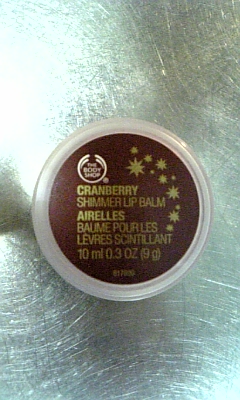 THE
BODY
SHOP
®
CRANBERRY
SHIMMER LIP BALM
AIRELLES
BAUME POUR LES
LÈVRES SCINTILLANT
10 ml 0.3 OZ (9 g)